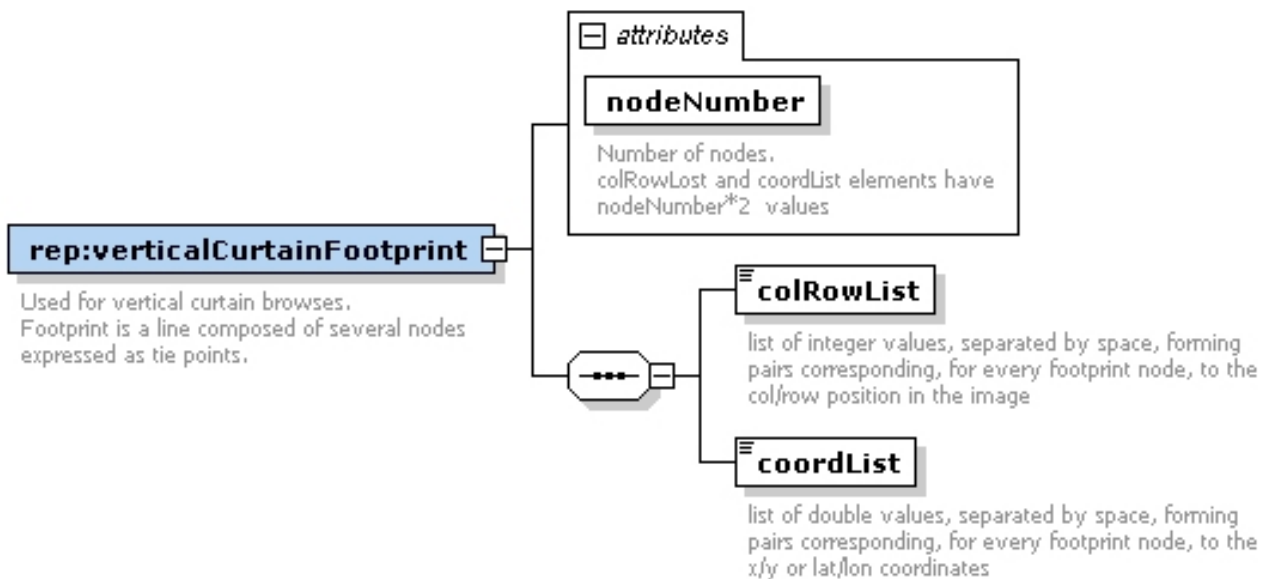 attributes
nodeNumber
Number of nodes.
colRowLost and coordList elements have
nodeNumber*2 values
rep:verticalCurtainFootprint
Used for vertical curtain browses.
Footprint is a line composed of several nodes
expressed as tie points.
colRowList
list of integer values, separated by space, forming
pairs corresponding, for every footprint node, to the
col/row position in the image
coordList
list of double values, separated by space, forming
pairs corresponding, for every footprint node, to the
x/y or lat/lon coordinates